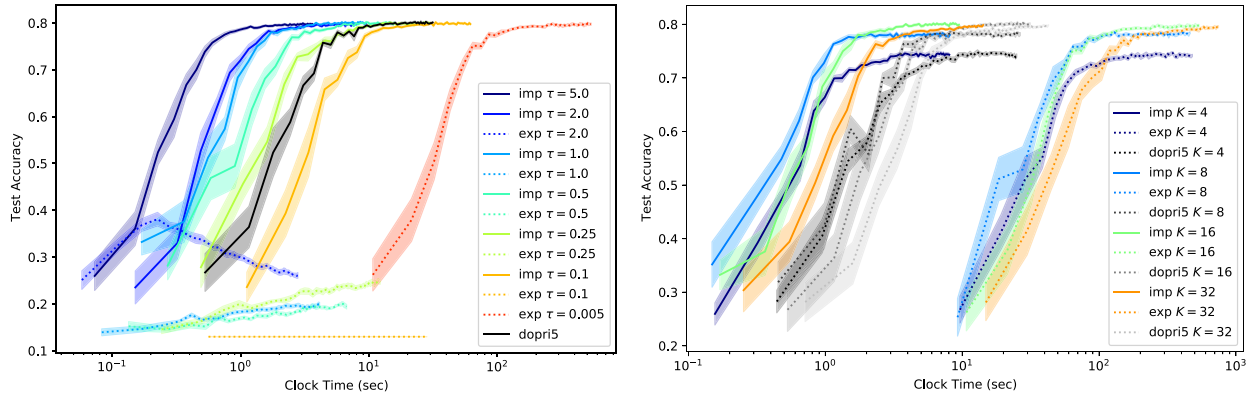 0.8
0.7
0.6
0.5
0.4
0.3
0.2
0.1
Test Accuracy
10⁻¹
10⁰
10¹
10²
Clock Time (sec)
imp τ = 5.0
imp τ = 2.0
exp τ = 2.0
imp τ = 1.0
exp τ = 1.0
imp τ = 0.5
exp τ = 0.5
imp τ = 0.25
exp τ = 0.25
imp τ = 0.1
exp τ = 0.1
exp τ = 0.005
dopri5
0.8
0.7
0.6
0.5
0.4
0.3
0.2
Test Accuracy
10⁻¹
10⁰
10¹
10²
10³
Clock Time (sec)
imp K = 4
exp K = 4
dopri5 K = 4
imp K = 8
exp K = 8
dopri5 K = 8
imp K = 16
exp K = 16
dopri5 K = 16
imp K = 32
exp K = 32
dopri5 K = 32